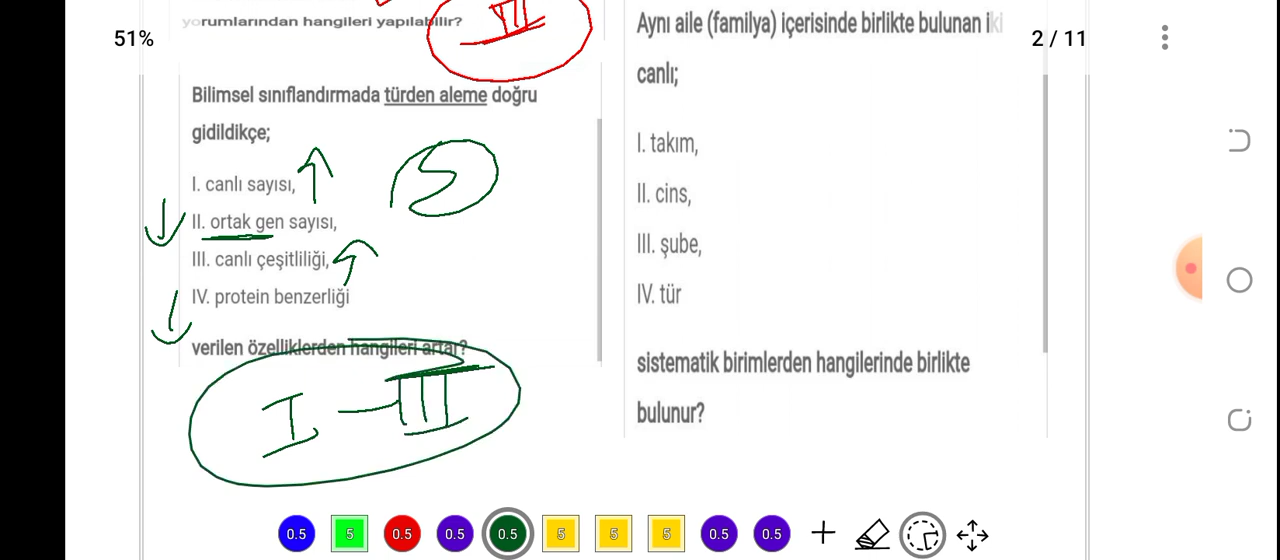 yorumlarından hangileri yapılabilir?
II
51%
2 / 11
Bilimsel sınıflandırmada türden aleme doğru
gidildikçe;
I. canlı sayısı,
II. ortak gen sayısı,
III. canlı çeşitliliği,
IV. protein benzerliği
verilen özelliklerden hangileri artar?
5
I - III
Aynı aile (familya) içerisinde birlikte bulunan iki
canlı;
I. takım,
II. cins,
III. şube,
IV. tür
sistematik birimlerden hangilerinde birlikte
bulunur?
0.5 5 0.5 0.5 0.5 5 5 5 0.5 0.5